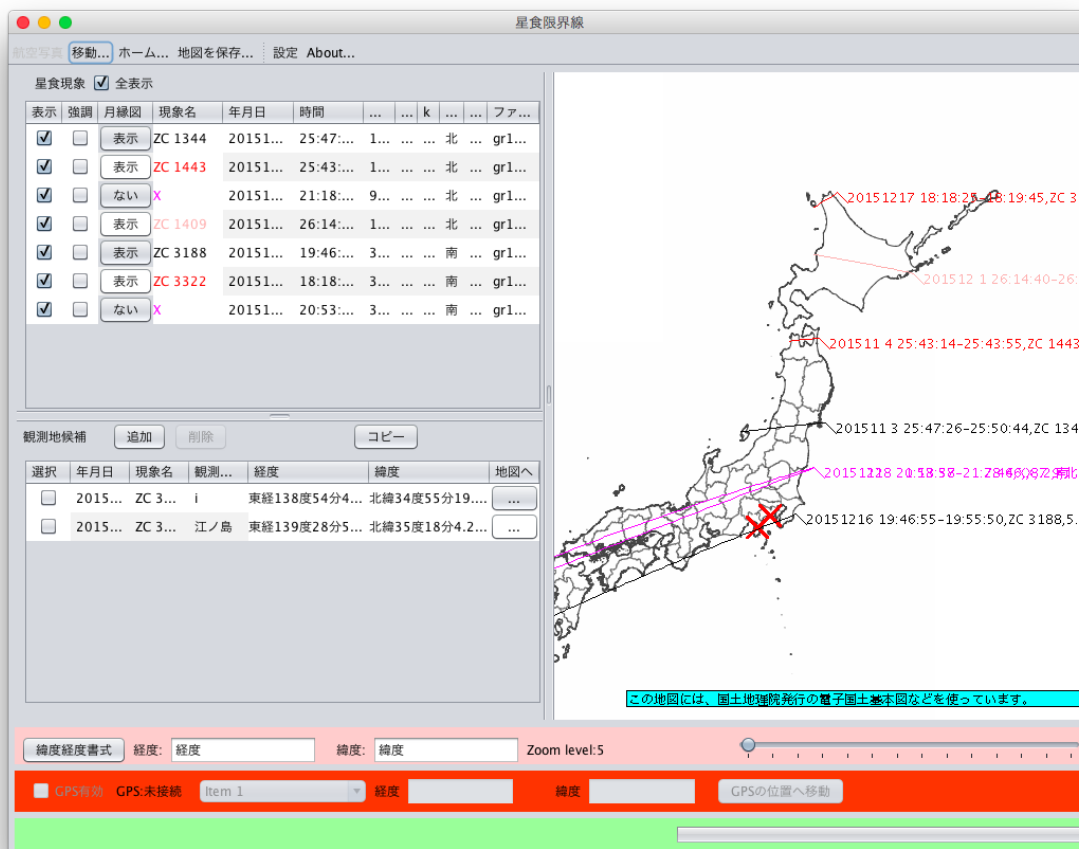 星食限界線
航空写真 移動... ホーム... 地図を保存... 設定 About...
星食現象 全表示
表示 強調 月縁図 現象名 年月日 時間 ... ... k ... ... ファ...
表示 ZC 1344 20151... 25:47:... 1... ... ... 北 ... gr1...
表示 ZC 1443 20151... 25:43:... 1... ... ... 北 ... gr1...
ない X 20151... 21:18:... 9... ... ... 北 ... gr1...
表示 ZC 1409 20151... 26:14:... 1... ... ... 北 ... gr1...
表示 ZC 3188 20151... 19:46:... 3... ... ... 南 ... gr1...
表示 ZC 3322 20151... 18:18:... 3... ... ... 南 ... gr1...
ない X 20151... 20:53:... 3... ... ... 南 ... gr1...
観測地候補 追加 削除 コピー
選択 年月日 現象名 観測... 経度 緯度 地図へ
2015... ZC 3... i 東経138度54分4... 北緯34度55分19.... ...
2015... ZC 3... 江ノ島 東経139度28分5... 北緯35度18分4.2... ...
20151217 18:18:25-18:19:45,ZC 3
201512 1 26:14:40-26:
201511 4 25:43:14-25:43:55,ZC 1443
201511 3 25:47:26-25:50:44,ZC 134
20151216 19:46:55-19:55:50,ZC 3188,5.
この地図には、国土地理院発行の電子国土基本図などを使っています。
緯度経度書式 経度: 経度 緯度: 緯度 Zoom level:5
GPS有効 GPS:未接続 Item 1 経度 緯度 GPSの位置へ移動